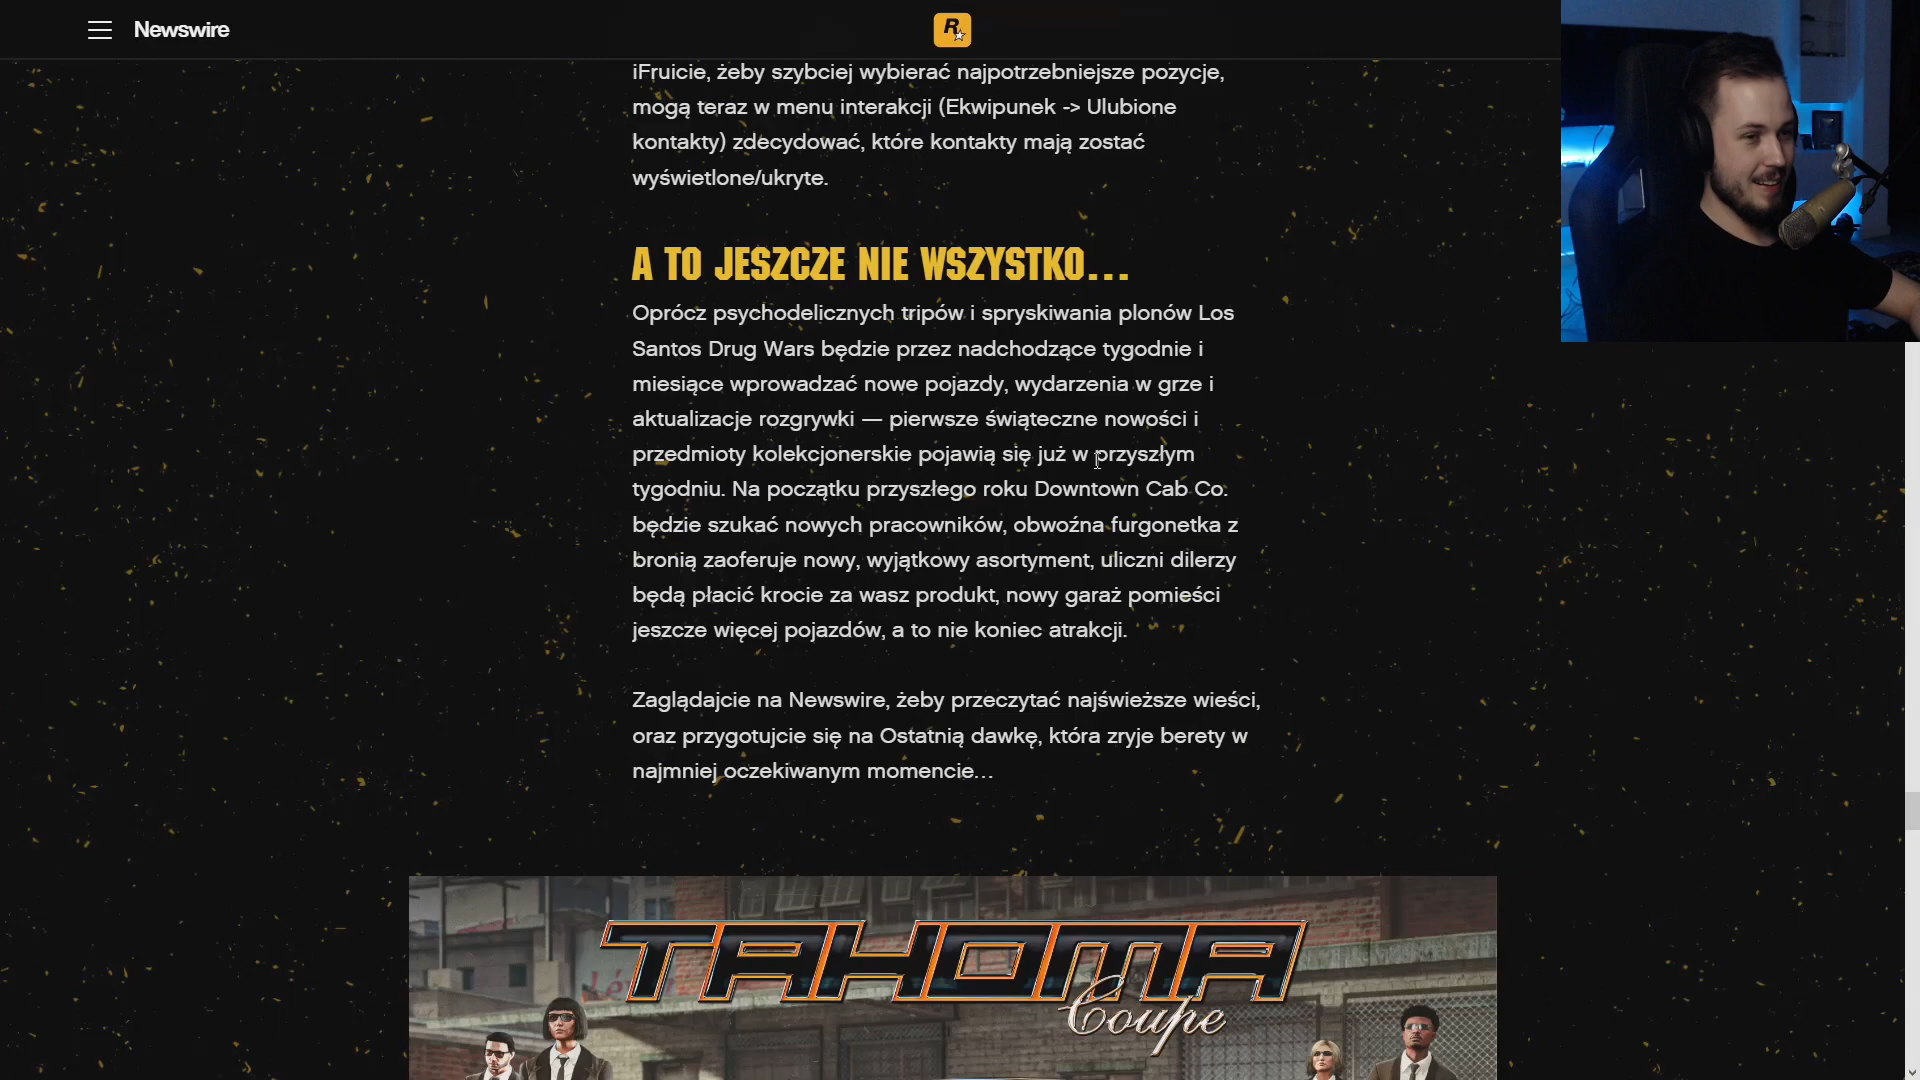 Newswire
R
iFruicie, żeby szybciej wybierać najpotrzebniejsze pozycje,
mogą teraz w menu interakcji (Ekwipunek -> Ulubione
kontakty) zdecydować, które kontakty mają zostać
wyświetlone/ukryte.
A TO JESZCZE NIE WSZYSTKO...
Oprócz psychodelicznych tripów i spryskiwania plonów Los
Santos Drug Wars będzie przez nadchodzące tygodnie i
miesiące wprowadzać nowe pojazdy, wydarzenia w grze i
aktualizacje rozgrywki — pierwsze świąteczne nowości i
przedmioty kolekcjonerskie pojawią się już w przyszłym
tygodniu. Na początku przyszłego roku Downtown Cab Co.
będzie szukać nowych pracowników, obwoźna furgonetka z
bronią zaoferuje nowy, wyjątkowy asortyment, uliczni dilerzy
będą płacić krocie za wasz produkt, nowy garaż pomieści
jeszcze więcej pojazdów, a to nie koniec atrakcji.
Zaglądajcie na Newswire, żeby przeczytać najświeższe wieści,
oraz przygotujcie się na Ostatnią dawkę, która zryje berety w
najmniej oczekiwanym momencie...
TAHOMA
Coupe